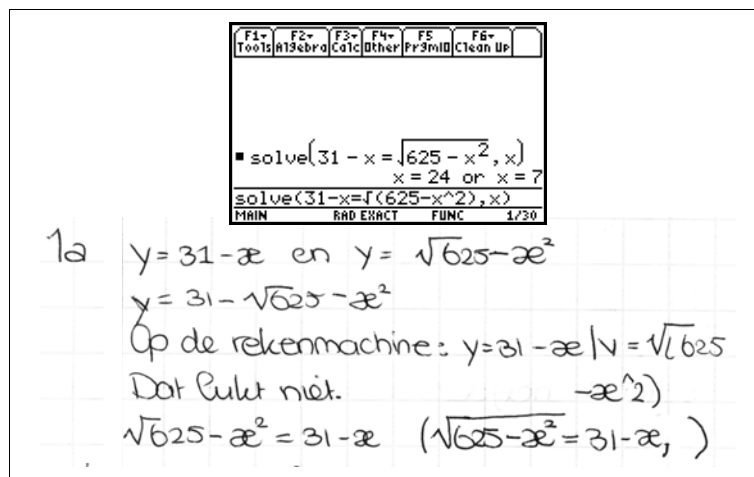 F1▾ Tools F2▾ Algebra F3▾ Calc F4▾ Other F5 PrgmIO F6▾ Clean Up
▪ solve(31 - x = √625 - x², x)
x = 24 or x = 7
solve(31-x=√(625-x^2),x)
MAIN RAD EXACT FUNC 1/30
1a y = 31 - x en y = √625 - x²
y = 31 - √625 - x²
Op de rekenmachine: y=31 - x | y = √(625
Dat lukt niet. -x^2)
√625 - x² = 31 - x (√625-x² = 31-x, )